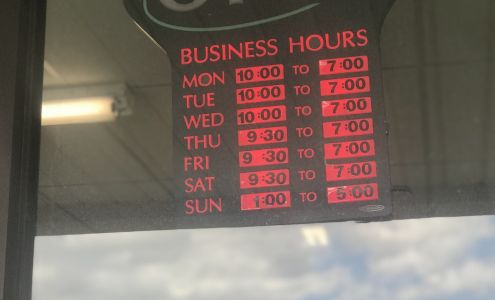 BUSINESS HOURS
MON 10:00 TO 7:00
TUE 10:00 TO 7:00
WED 10:00 TO 7:00
THU 9:30 TO 7:00
FRI 9:30 TO 7:00
SAT 9:30 TO 7:00
SUN 1:00 TO 5:00